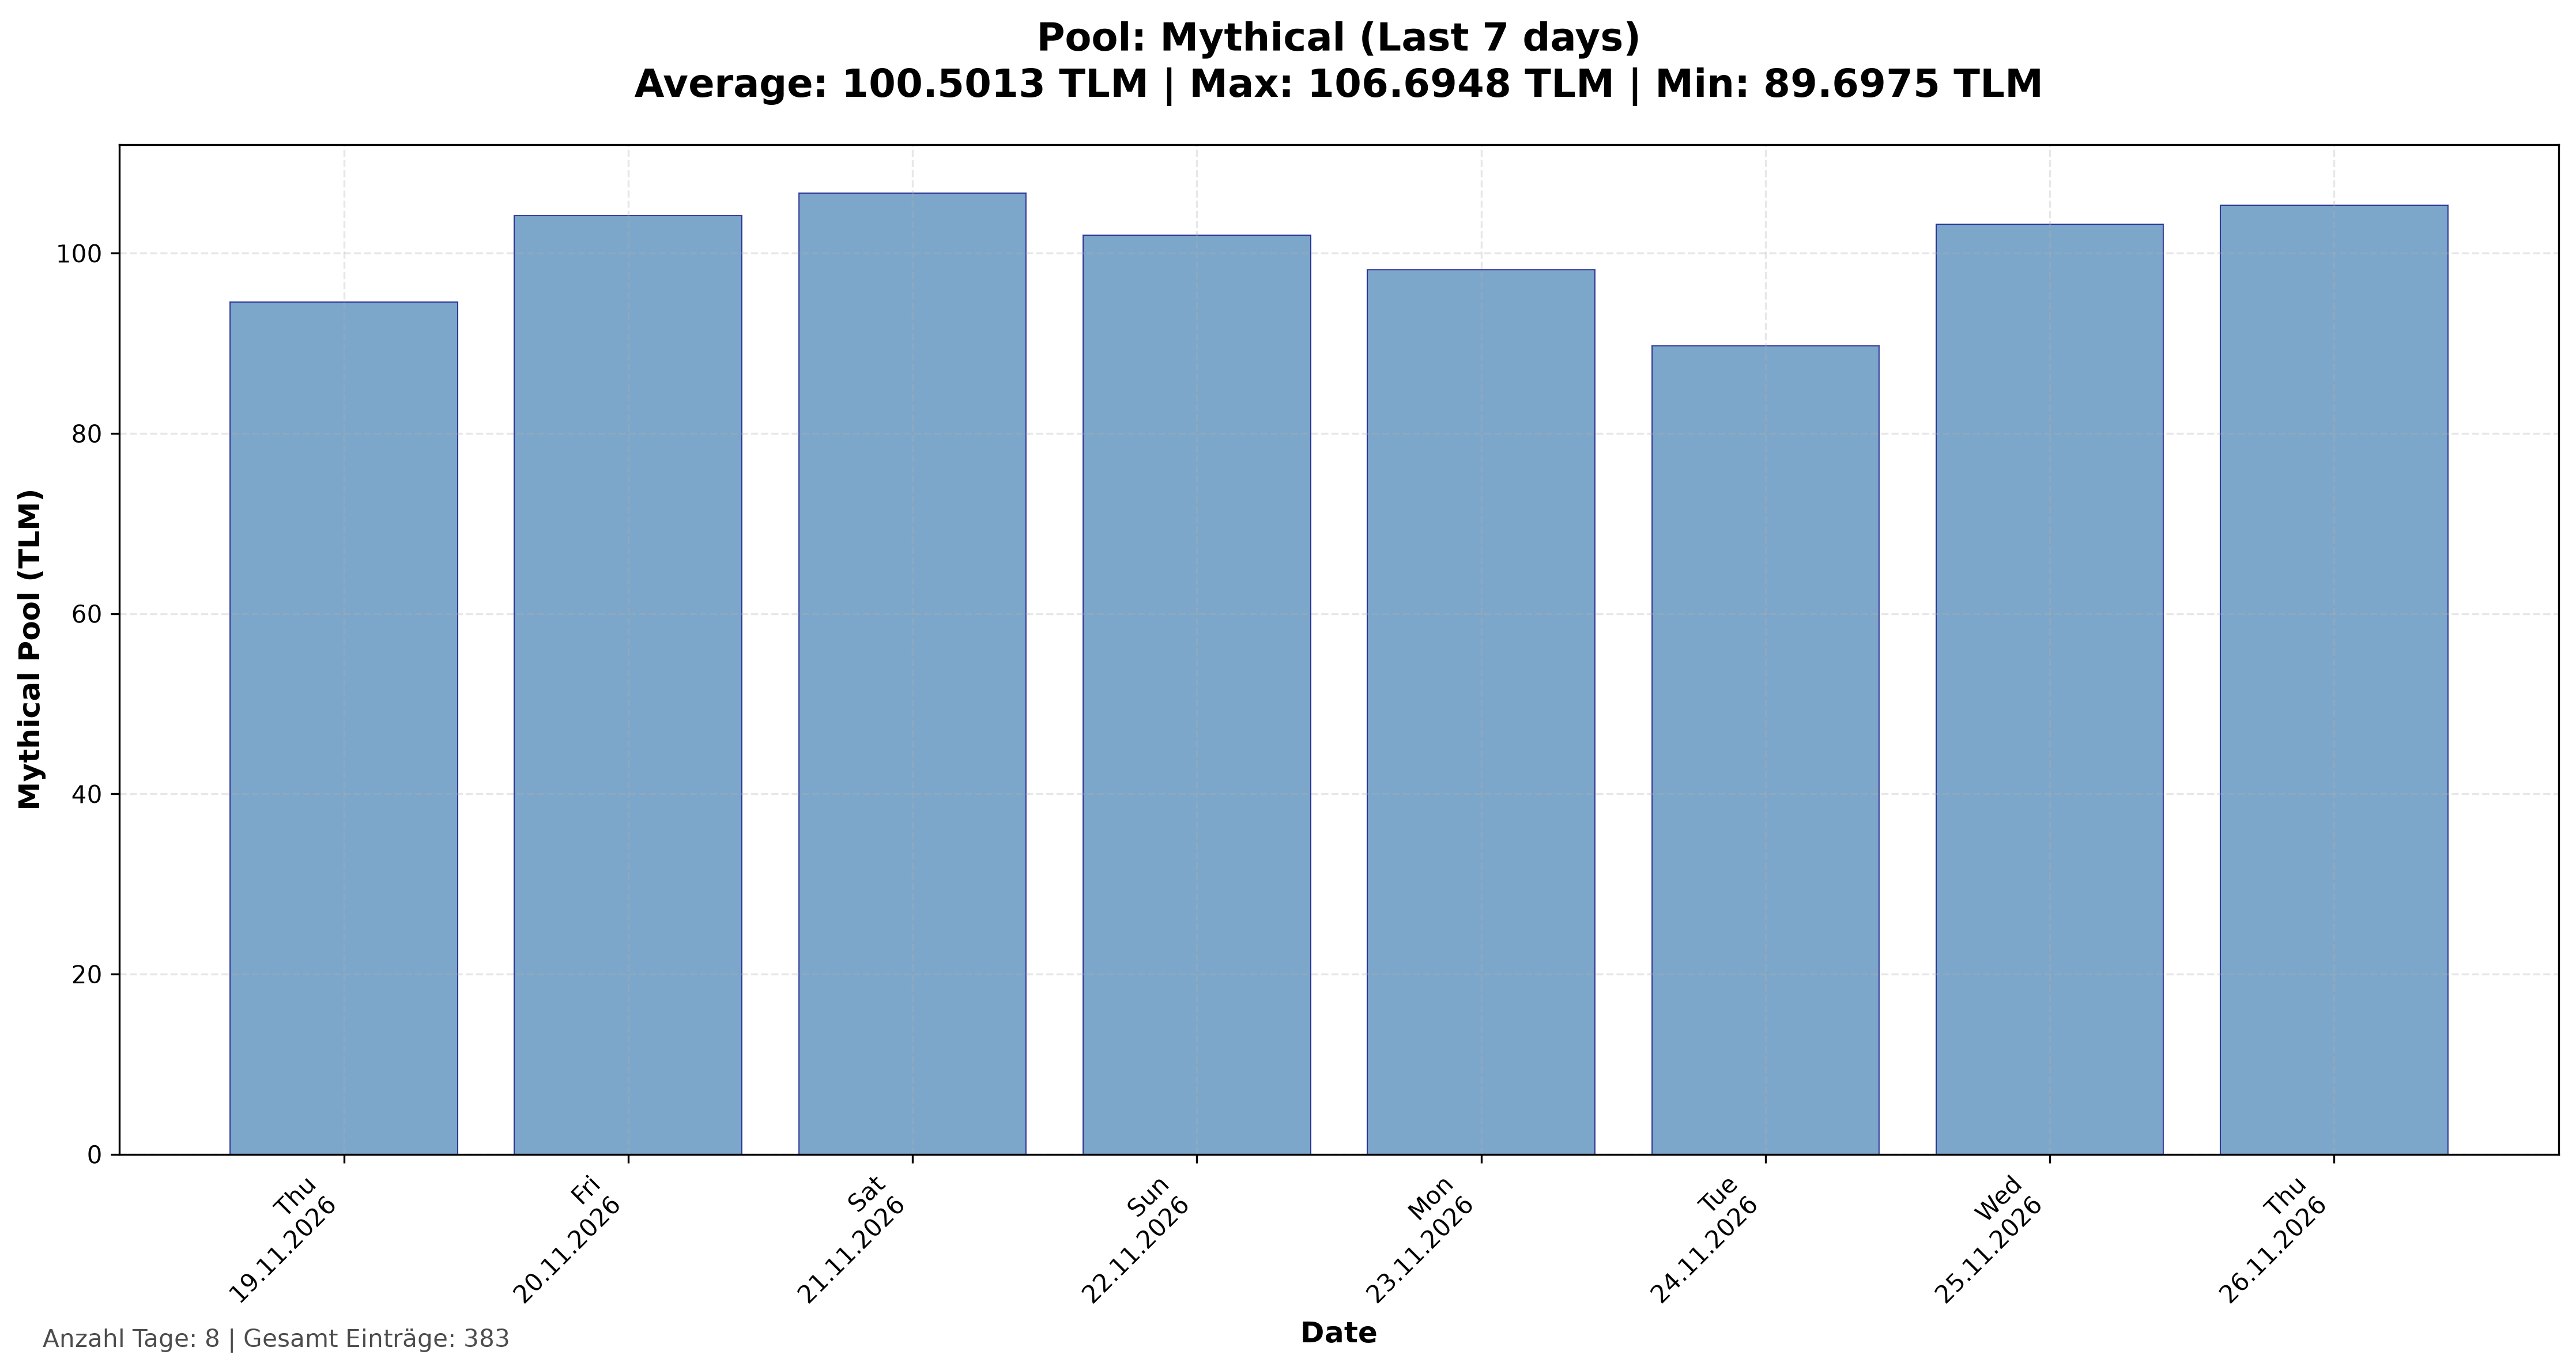 Pool: Mythical (Last 7 days)
Average: 100.5013 TLM | Max: 106.6948 TLM | Min: 89.6975 TLM
Mythical Pool (TLM)
100
80
60
40
20
0
Thu
19.11.2026
Fri
20.11.2026
Sat
21.11.2026
Sun
22.11.2026
Mon
23.11.2026
Tue
24.11.2026
Wed
25.11.2026
Thu
26.11.2026
Date
Anzahl Tage: 8 | Gesamt Einträge: 383